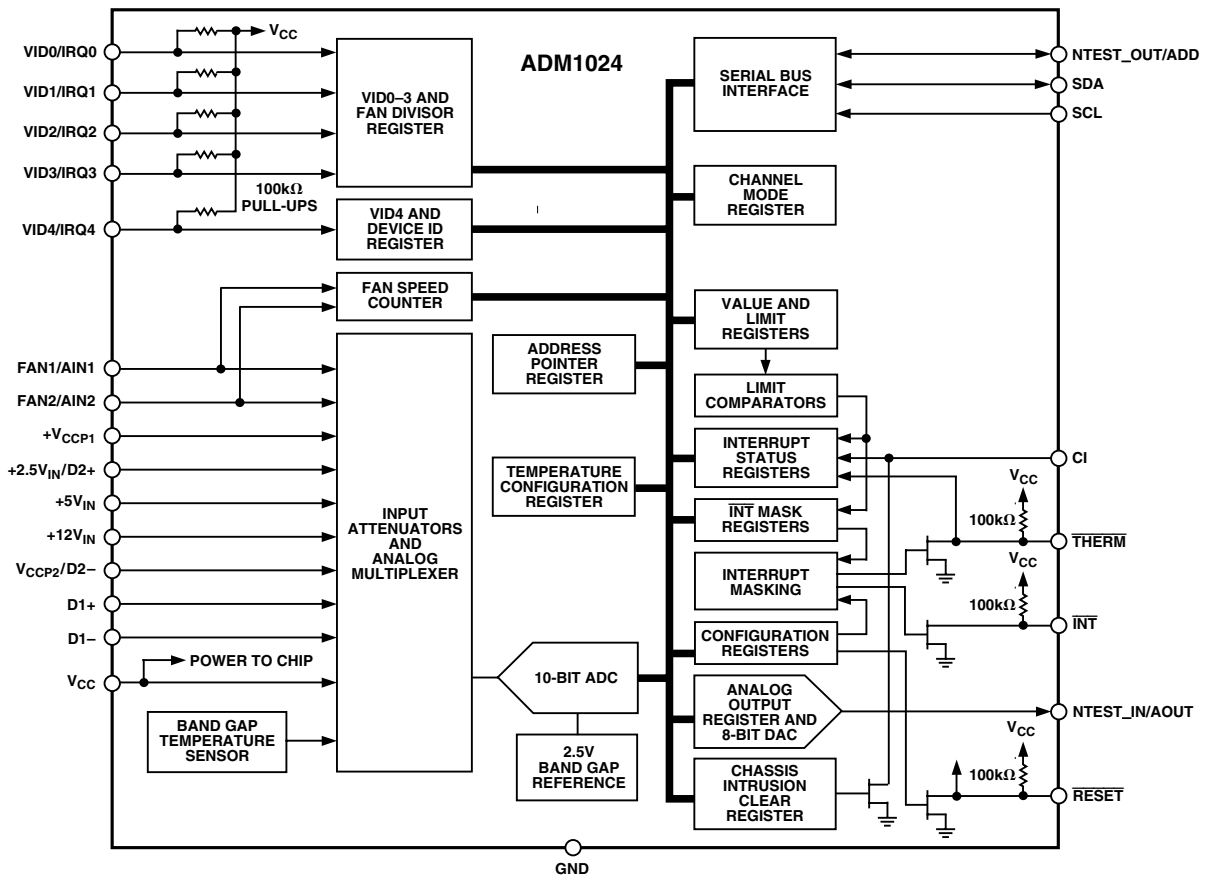 ADM1024
VID0/IRQ0
VID1/IRQ1
VID2/IRQ2
VID3/IRQ3
VID4/IRQ4
FAN1/AIN1
FAN2/AIN2
+VCCP1
+2.5VIN/D2+
+5VIN
+12VIN
VCCP2/D2–
D1+
D1–
VCC
VCC
100kΩ
PULL-UPS
POWER TO CHIP
BAND GAP
TEMPERATURE
SENSOR
VID0–3 AND
FAN DIVISOR
REGISTER
VID4 AND
DEVICE ID
REGISTER
FAN SPEED
COUNTER
INPUT
ATTENUATORS
AND
ANALOG
MULTIPLEXER
ADDRESS
POINTER
REGISTER
TEMPERATURE
CONFIGURATION
REGISTER
10-BIT ADC
2.5V
BAND GAP
REFERENCE
SERIAL BUS
INTERFACE
CHANNEL
MODE
REGISTER
VALUE AND
LIMIT
REGISTERS
LIMIT
COMPARATORS
INTERRUPT
STATUS
REGISTERS
INT MASK
REGISTERS
INTERRUPT
MASKING
CONFIGURATION
REGISTERS
ANALOG
OUTPUT
REGISTER AND
8-BIT DAC
CHASSIS
INTRUSION
CLEAR
REGISTER
NTEST_OUT/ADD
SDA
SCL
CI
VCC
100kΩ
THERM
VCC
100kΩ
INT
NTEST_IN/AOUT
VCC
100kΩ
RESET
GND